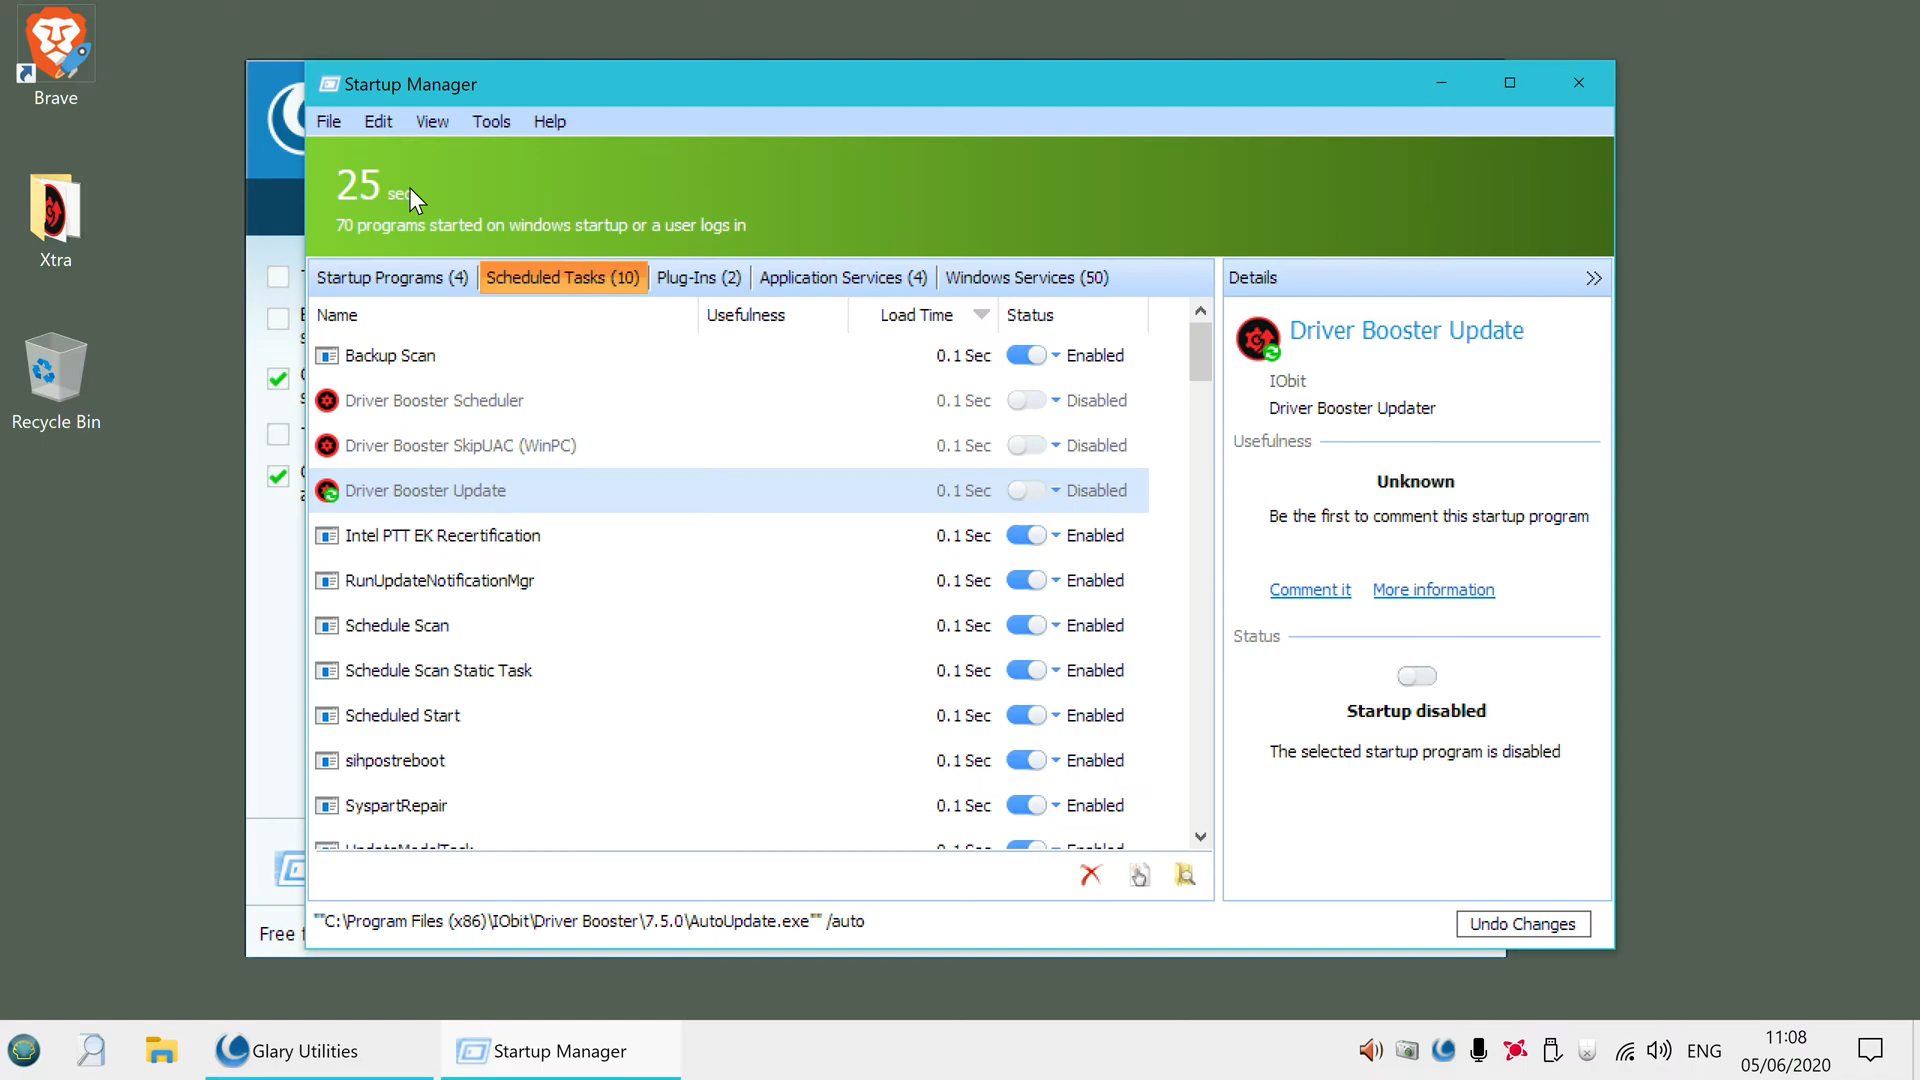 Brave
Xtra
Recycle Bin
Startup Manager
File Edit View Tools Help
25
70 programs started on windows startup or a user logs in
Startup Programs (4) Scheduled Tasks (10) Plug-Ins (2) Application Services (4) Windows Services (50)
Name Usefulness Load Time Status
Backup Scan 0.1 Sec Enabled
Driver Booster Scheduler 0.1 Sec Disabled
Driver Booster SkipUAC (WinPC) 0.1 Sec Disabled
Driver Booster Update 0.1 Sec Disabled
Intel PTT EK Recertification 0.1 Sec Enabled
RunUpdateNotificationMgr 0.1 Sec Enabled
Schedule Scan 0.1 Sec Enabled
Schedule Scan Static Task 0.1 Sec Enabled
Scheduled Start 0.1 Sec Enabled
sihpostreboot 0.1 Sec Enabled
SyspartRepair 0.1 Sec Enabled
Details
Driver Booster Update
IObit
Driver Booster Updater
Usefulness
Unknown
Be the first to comment this startup program
Comment it More information
Status
Startup disabled
The selected startup program is disabled
""C:\Program Files (x86)\IObit\Driver Booster\7.5.0\AutoUpdate.exe"" /auto
Undo Changes
Free
Glary Utilities
Startup Manager
ENG
11:08
05/06/2020